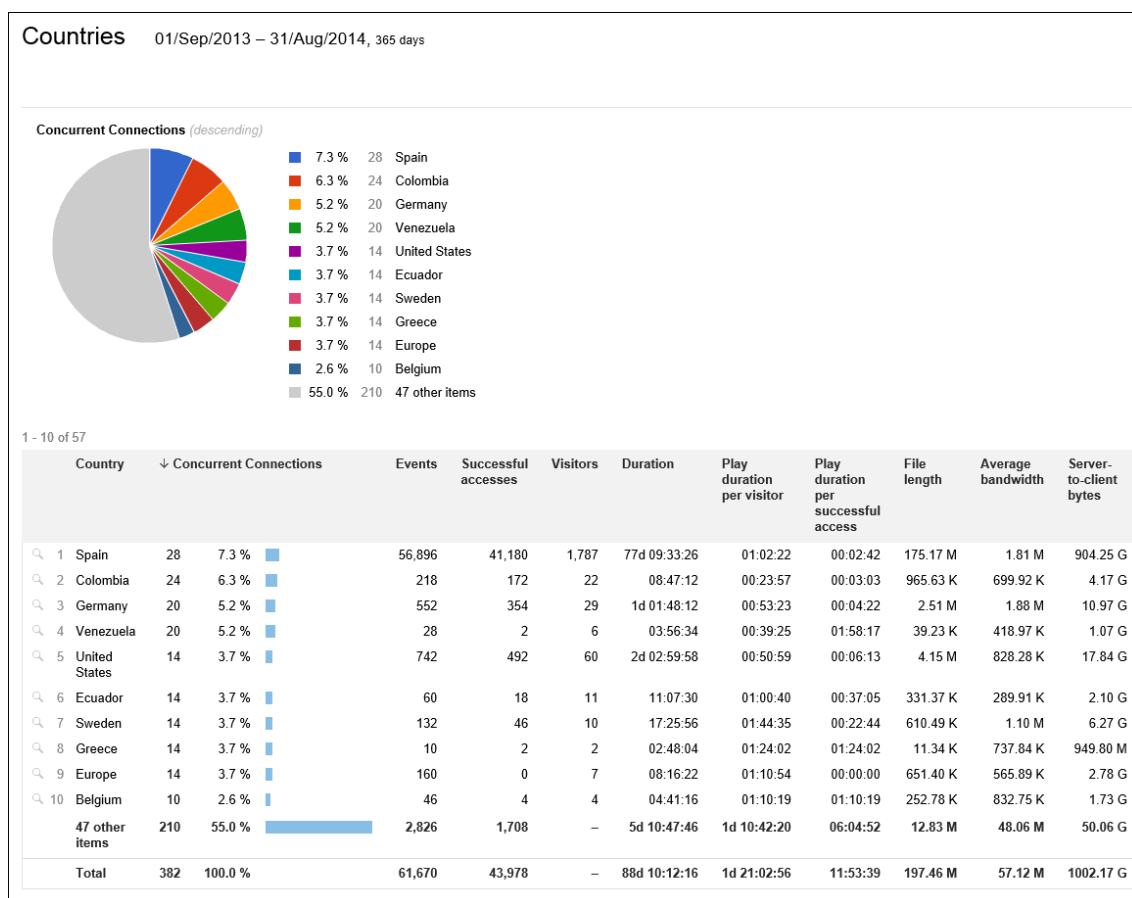 Countries 01/Sep/2013 – 31/Aug/2014, 365 days
Concurrent Connections (descending)
7.3 % 28 Spain
6.3 % 24 Colombia
5.2 % 20 Germany
5.2 % 20 Venezuela
3.7 % 14 United States
3.7 % 14 Ecuador
3.7 % 14 Sweden
3.7 % 14 Greece
3.7 % 14 Europe
2.6 % 10 Belgium
55.0 % 210 47 other items
1 - 10 of 57
Country ↓ Concurrent Connections Events Successful Visitors Duration Play Play File Average Server-
accesses duration duration length bandwidth to-client
per visitor per bytes
successful
access
1 Spain 28 7.3 % 56,896 41,180 1,787 77d 09:33:26 01:02:22 00:02:42 175.17 M 1.81 M 904.25 G
2 Colombia 24 6.3 % 218 172 22 08:47:12 00:23:57 00:03:03 965.63 K 699.92 K 4.17 G
3 Germany 20 5.2 % 552 354 29 1d 01:48:12 00:53:23 00:04:22 2.51 M 1.88 M 10.97 G
4 Venezuela 20 5.2 % 28 2 6 03:56:34 00:39:25 01:58:17 39.23 K 418.97 K 1.07 G
5 United 14 3.7 % 742 492 60 2d 02:59:58 00:50:59 00:06:13 4.15 M 828.28 K 17.84 G
States
6 Ecuador 14 3.7 % 60 18 11 11:07:30 01:00:40 00:37:05 331.37 K 289.91 K 2.10 G
7 Sweden 14 3.7 % 132 46 10 17:25:56 01:44:35 00:22:44 610.49 K 1.10 M 6.27 G
8 Greece 14 3.7 % 10 2 2 02:48:04 01:24:02 01:24:02 11.34 K 737.84 K 949.80 M
9 Europe 14 3.7 % 160 0 7 08:16:22 01:10:54 00:00:00 651.40 K 565.89 K 2.78 G
10 Belgium 10 2.6 % 46 4 4 04:41:16 01:10:19 01:10:19 252.78 K 832.75 K 1.73 G
47 other 210 55.0 % 2,826 1,708 – 5d 10:47:46 1d 10:42:20 06:04:52 12.83 M 48.06 M 50.06 G
items
Total 382 100.0 % 61,670 43,978 – 88d 10:12:16 1d 21:02:56 11:53:39 197.46 M 57.12 M 1002.17 G